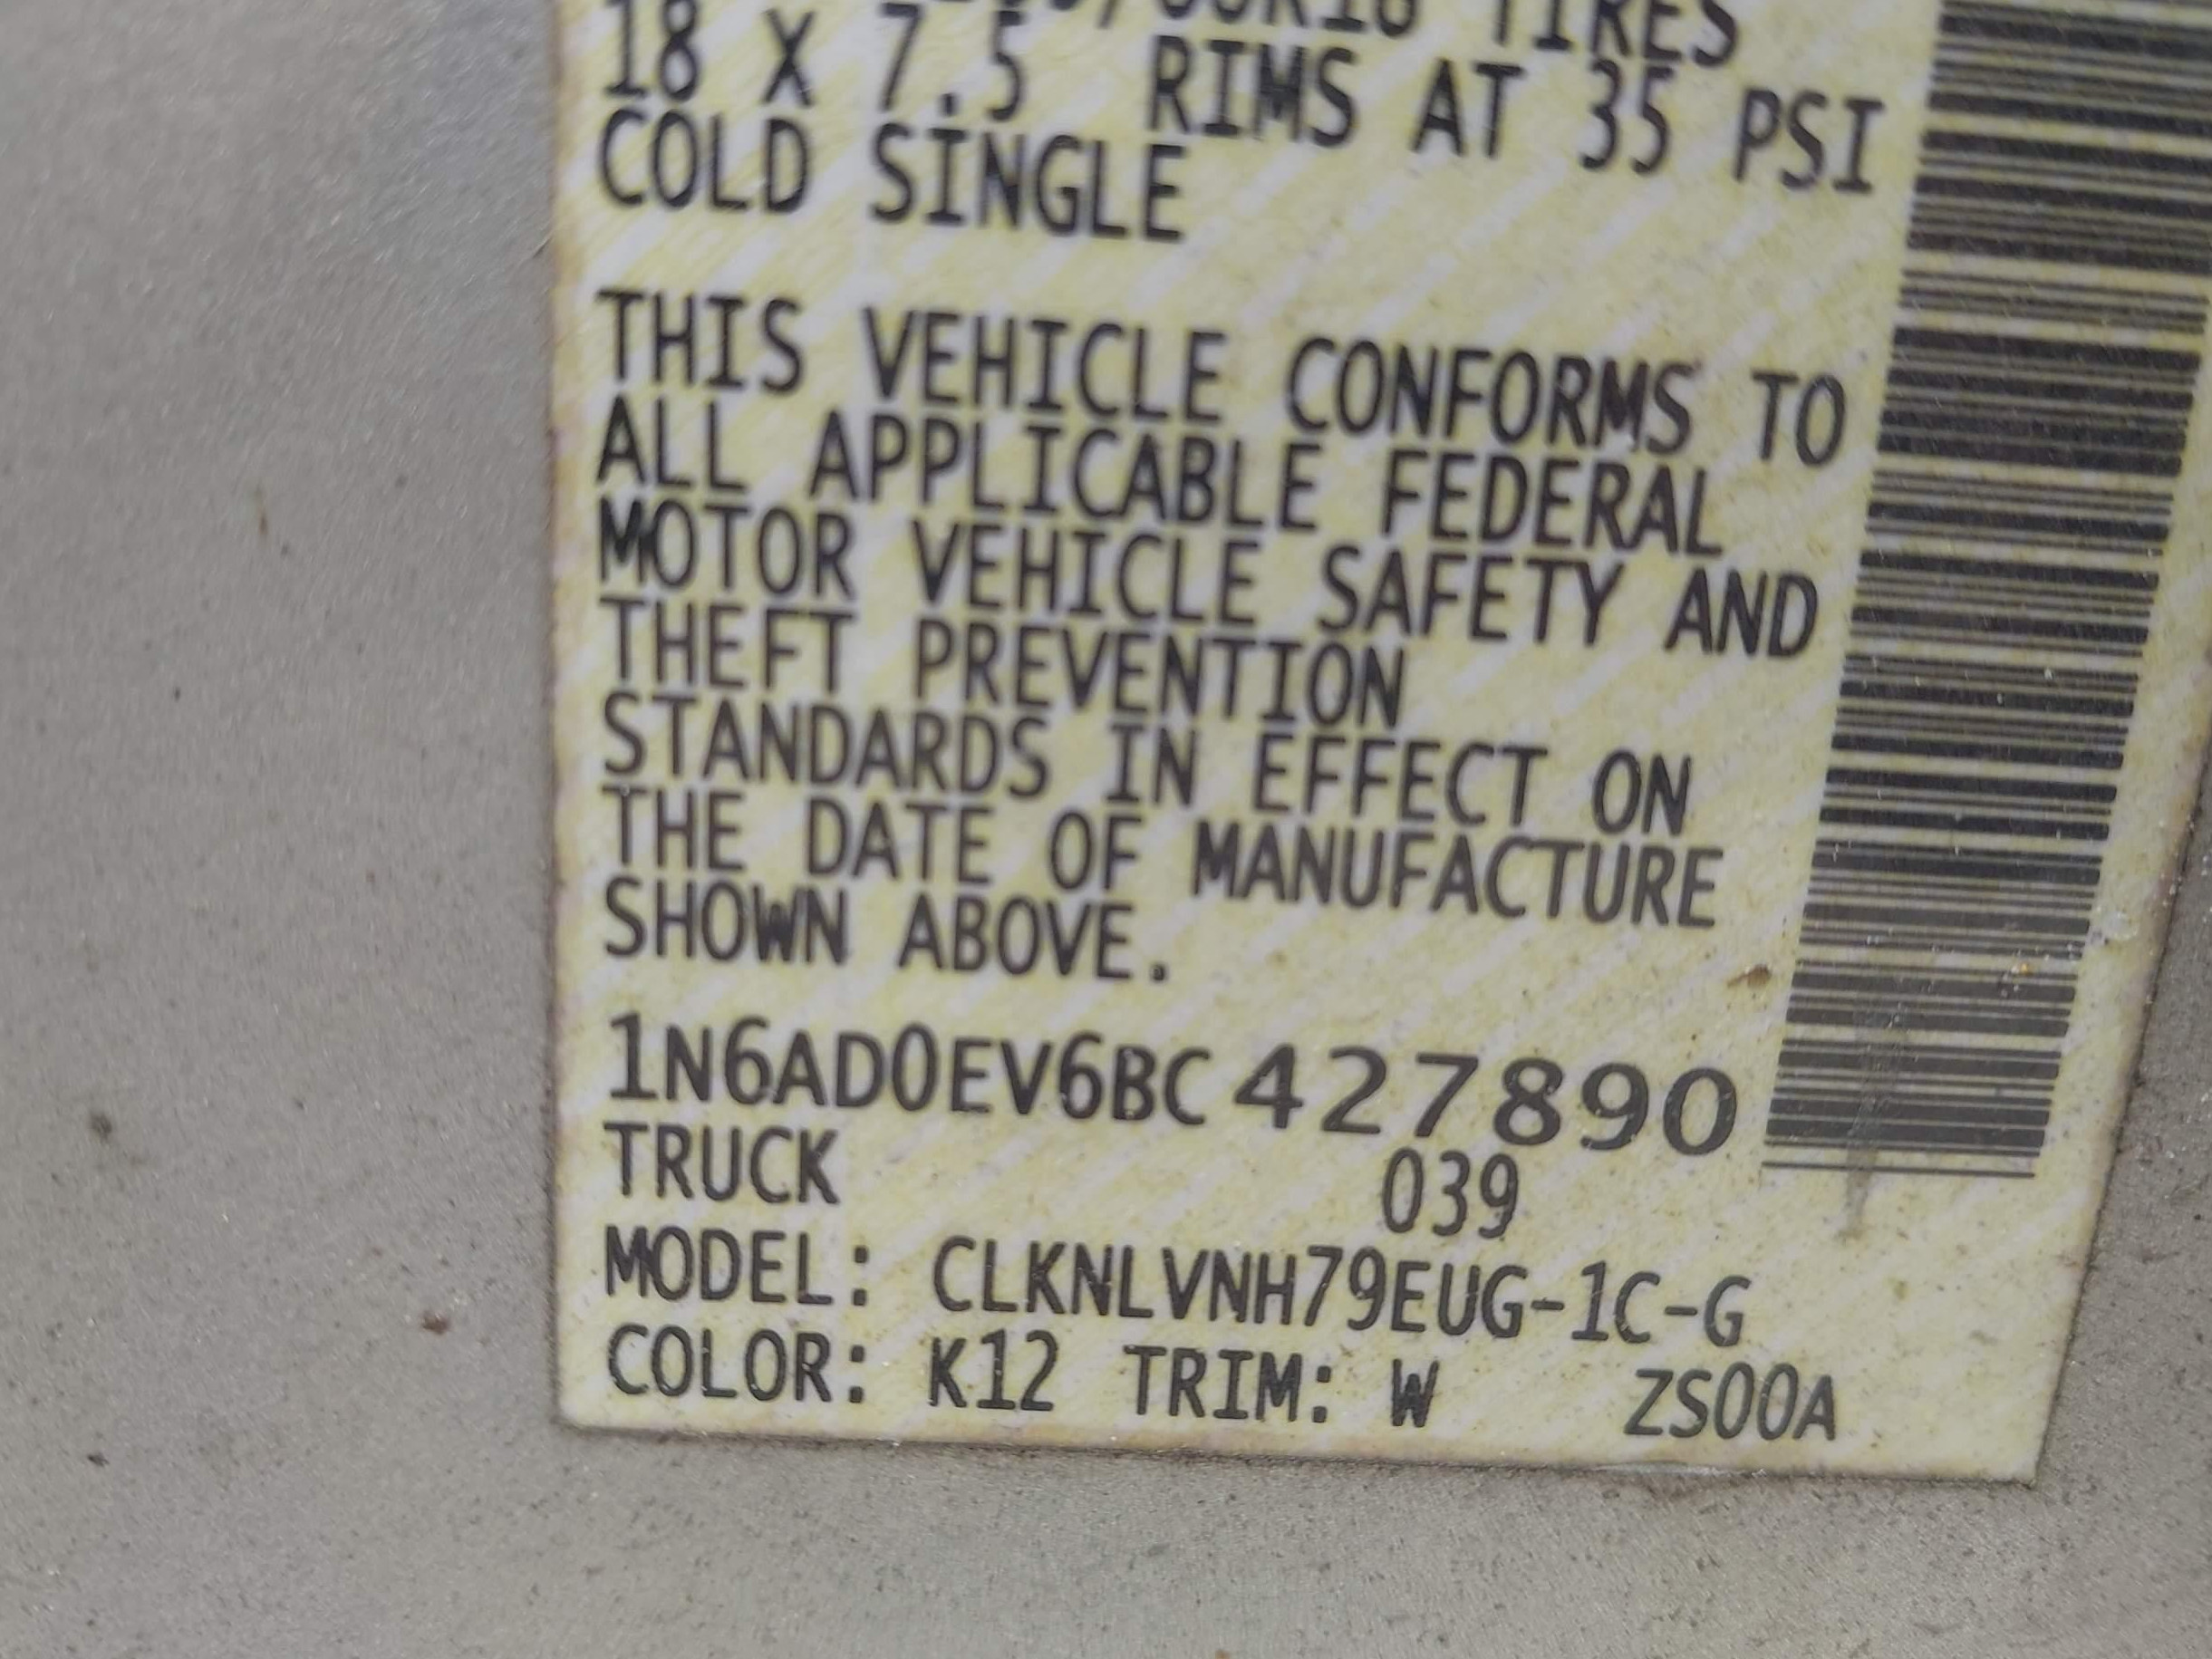 TIRES
18 X 7.5 RIMS AT 35 PSI
COLD SINGLE
THIS VEHICLE CONFORMS TO
ALL APPLICABLE FEDERAL
MOTOR VEHICLE SAFETY AND
THEFT PREVENTION
STANDARDS IN EFFECT ON
THE DATE OF MANUFACTURE
SHOWN ABOVE.
1N6AD0EV6BC427890
TRUCK 039
MODEL: CLKNLVNH79EUG-1C-G
COLOR: K12 TRIM: W ZS00A